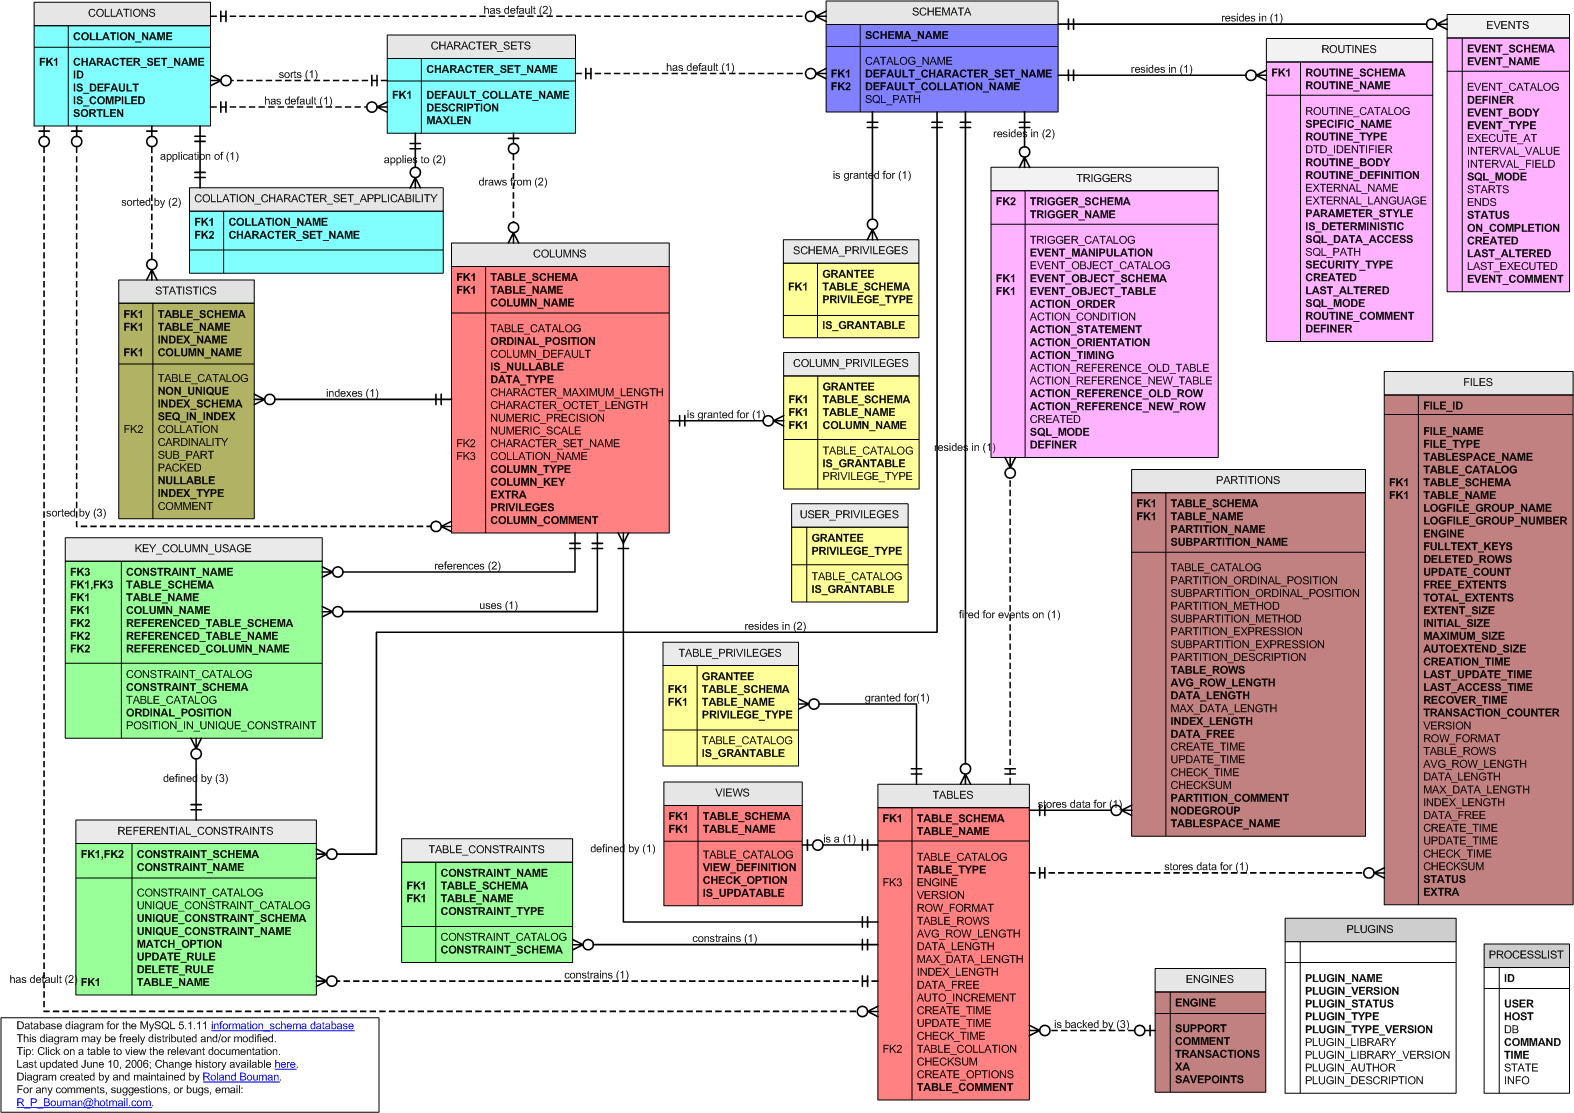 COLLATIONS
COLLATION_NAME
FK1 CHARACTER_SET_NAME
ID
IS_DEFAULT
IS_COMPILED
SORTLEN
has default (2)
CHARACTER_SETS
CHARACTER_SET_NAME
FK1 DEFAULT_COLLATE_NAME
DESCRIPTION
MAXLEN
sorts (1)
has default (1)
has default (1)
SCHEMATA
SCHEMA_NAME
CATALOG_NAME
FK1 DEFAULT_CHARACTER_SET_NAME
FK2 DEFAULT_COLLATION_NAME
SQL_PATH
resides in (1)
resides in (1)
resides in (2)
EVENTS
EVENT_SCHEMA
EVENT_NAME
EVENT_CATALOG
DEFINER
EVENT_BODY
EVENT_TYPE
EXECUTE_AT
INTERVAL_VALUE
INTERVAL_FIELD
SQL_MODE
STARTS
ENDS
STATUS
ON_COMPLETION
CREATED
LAST_ALTERED
LAST_EXECUTED
EVENT_COMMENT
ROUTINES
FK1 ROUTINE_SCHEMA
ROUTINE_NAME
ROUTINE_CATALOG
SPECIFIC_NAME
ROUTINE_TYPE
DTD_IDENTIFIER
ROUTINE_BODY
ROUTINE_DEFINITION
EXTERNAL_NAME
EXTERNAL_LANGUAGE
PARAMETER_STYLE
IS_DETERMINISTIC
SQL_DATA_ACCESS
SQL_PATH
SECURITY_TYPE
CREATED
LAST_ALTERED
SQL_MODE
ROUTINE_COMMENT
DEFINER
application of (1)
applies to (2)
draws from (2)
is granted for (1)
sorted by (2)
COLLATION_CHARACTER_SET_APPLICABILITY
FK1 COLLATION_NAME
FK2 CHARACTER_SET_NAME
TRIGGERS
FK2 TRIGGER_SCHEMA
TRIGGER_NAME
TRIGGER_CATALOG
EVENT_MANIPULATION
EVENT_OBJECT_CATALOG
FK1 EVENT_OBJECT_SCHEMA
FK1 EVENT_OBJECT_TABLE
ACTION_ORDER
ACTION_CONDITION
ACTION_STATEMENT
ACTION_ORIENTATION
ACTION_TIMING
ACTION_REFERENCE_OLD_TABLE
ACTION_REFERENCE_NEW_TABLE
ACTION_REFERENCE_OLD_ROW
ACTION_REFERENCE_NEW_ROW
CREATED
SQL_MODE
DEFINER
COLUMNS
FK1 TABLE_SCHEMA
FK1 TABLE_NAME
COLUMN_NAME
TABLE_CATALOG
ORDINAL_POSITION
COLUMN_DEFAULT
IS_NULLABLE
DATA_TYPE
CHARACTER_MAXIMUM_LENGTH
CHARACTER_OCTET_LENGTH
NUMERIC_PRECISION
NUMERIC_SCALE
FK2 CHARACTER_SET_NAME
FK3 COLLATION_NAME
COLUMN_TYPE
COLUMN_KEY
EXTRA
PRIVILEGES
COLUMN_COMMENT
SCHEMA_PRIVILEGES
GRANTEE
FK1 TABLE_SCHEMA
PRIVILEGE_TYPE
IS_GRANTABLE
STATISTICS
FK1 TABLE_SCHEMA
FK1 TABLE_NAME
INDEX_NAME
FK1 COLUMN_NAME
TABLE_CATALOG
NON_UNIQUE
INDEX_SCHEMA
SEQ_IN_INDEX
FK2 COLLATION
CARDINALITY
SUB_PART
PACKED
NULLABLE
INDEX_TYPE
COMMENT
indexes (1)
is granted for (1)
COLUMN_PRIVILEGES
GRANTEE
FK1 TABLE_SCHEMA
FK1 TABLE_NAME
FK1 COLUMN_NAME
TABLE_CATALOG
IS_GRANTABLE
PRIVILEGE_TYPE
resides in (1)
FILES
FILE_ID
FILE_NAME
FILE_TYPE
TABLESPACE_NAME
TABLE_CATALOG
FK1 TABLE_SCHEMA
FK1 TABLE_NAME
LOGFILE_GROUP_NAME
LOGFILE_GROUP_NUMBER
ENGINE
FULLTEXT_KEYS
DELETED_ROWS
UPDATE_COUNT
FREE_EXTENTS
TOTAL_EXTENTS
EXTENT_SIZE
INITIAL_SIZE
MAXIMUM_SIZE
AUTOEXTEND_SIZE
CREATION_TIME
LAST_UPDATE_TIME
LAST_ACCESS_TIME
RECOVER_TIME
TRANSACTION_COUNTER
VERSION
ROW_FORMAT
TABLE_ROWS
AVG_ROW_LENGTH
DATA_LENGTH
MAX_DATA_LENGTH
INDEX_LENGTH
DATA_FREE
CREATE_TIME
UPDATE_TIME
CHECK_TIME
CHECKSUM
STATUS
EXTRA
PARTITIONS
FK1 TABLE_SCHEMA
FK1 TABLE_NAME
PARTITION_NAME
SUBPARTITION_NAME
TABLE_CATALOG
PARTITION_ORDINAL_POSITION
SUBPARTITION_ORDINAL_POSITION
PARTITION_METHOD
SUBPARTITION_METHOD
PARTITION_EXPRESSION
SUBPARTITION_EXPRESSION
PARTITION_DESCRIPTION
TABLE_ROWS
AVG_ROW_LENGTH
DATA_LENGTH
MAX_DATA_LENGTH
INDEX_LENGTH
DATA_FREE
CREATE_TIME
UPDATE_TIME
CHECK_TIME
CHECKSUM
PARTITION_COMMENT
NODEGROUP
TABLESPACE_NAME
USER_PRIVILEGES
GRANTEE
PRIVILEGE_TYPE
TABLE_CATALOG
IS_GRANTABLE
sorted by (3)
KEY_COLUMN_USAGE
FK3 CONSTRAINT_NAME
FK1,FK3 TABLE_SCHEMA
FK1 TABLE_NAME
FK1 COLUMN_NAME
FK2 REFERENCED_TABLE_SCHEMA
FK2 REFERENCED_TABLE_NAME
FK2 REFERENCED_COLUMN_NAME
CONSTRAINT_CATALOG
CONSTRAINT_SCHEMA
TABLE_CATALOG
ORDINAL_POSITION
POSITION_IN_UNIQUE_CONSTRAINT
references (2)
uses (1)
resides in (2)
fired for events on (1)
TABLE_PRIVILEGES
GRANTEE
FK1 TABLE_SCHEMA
FK1 TABLE_NAME
PRIVILEGE_TYPE
TABLE_CATALOG
IS_GRANTABLE
granted for(1)
defined by (3)
VIEWS
FK1 TABLE_SCHEMA
FK1 TABLE_NAME
TABLE_CATALOG
VIEW_DEFINITION
CHECK_OPTION
IS_UPDATABLE
is a (1)
defined by (1)
TABLES
FK1 TABLE_SCHEMA
TABLE_NAME
TABLE_CATALOG
TABLE_TYPE
FK3 ENGINE
VERSION
ROW_FORMAT
TABLE_ROWS
AVG_ROW_LENGTH
DATA_LENGTH
MAX_DATA_LENGTH
INDEX_LENGTH
DATA_FREE
AUTO_INCREMENT
CREATE_TIME
UPDATE_TIME
CHECK_TIME
FK2 TABLE_COLLATION
CHECKSUM
CREATE_OPTIONS
TABLE_COMMENT
stores data for (1)
stores data for (1)
REFERENTIAL_CONSTRAINTS
FK1,FK2 CONSTRAINT_SCHEMA
CONSTRAINT_NAME
CONSTRAINT_CATALOG
UNIQUE_CONSTRAINT_CATALOG
UNIQUE_CONSTRAINT_SCHEMA
UNIQUE_CONSTRAINT_NAME
MATCH_OPTION
UPDATE_RULE
DELETE_RULE
FK1 TABLE_NAME
has default (2)
TABLE_CONSTRAINTS
CONSTRAINT_NAME
FK1 TABLE_SCHEMA
FK1 TABLE_NAME
CONSTRAINT_TYPE
CONSTRAINT_CATALOG
CONSTRAINT_SCHEMA
constrains (1)
constrains (1)
is backed by (3)
ENGINES
ENGINE
SUPPORT
COMMENT
TRANSACTIONS
XA
SAVEPOINTS
PLUGINS
PLUGIN_NAME
PLUGIN_VERSION
PLUGIN_STATUS
PLUGIN_TYPE
PLUGIN_TYPE_VERSION
PLUGIN_LIBRARY
PLUGIN_LIBRARY_VERSION
PLUGIN_AUTHOR
PLUGIN_DESCRIPTION
PROCESSLIST
ID
USER
HOST
DB
COMMAND
TIME
STATE
INFO
Database diagram for the MySQL 5.1.11 information_schema database
This diagram may be freely distributed and/or modified.
Tip: Click on a table to view the relevant documentation.
Last updated June 10, 2006; Change history available here.
Diagram created by and maintained by Roland Bouman.
For any comments, suggestions, or bugs, email:
R_P_Bouman@hotmail.com.